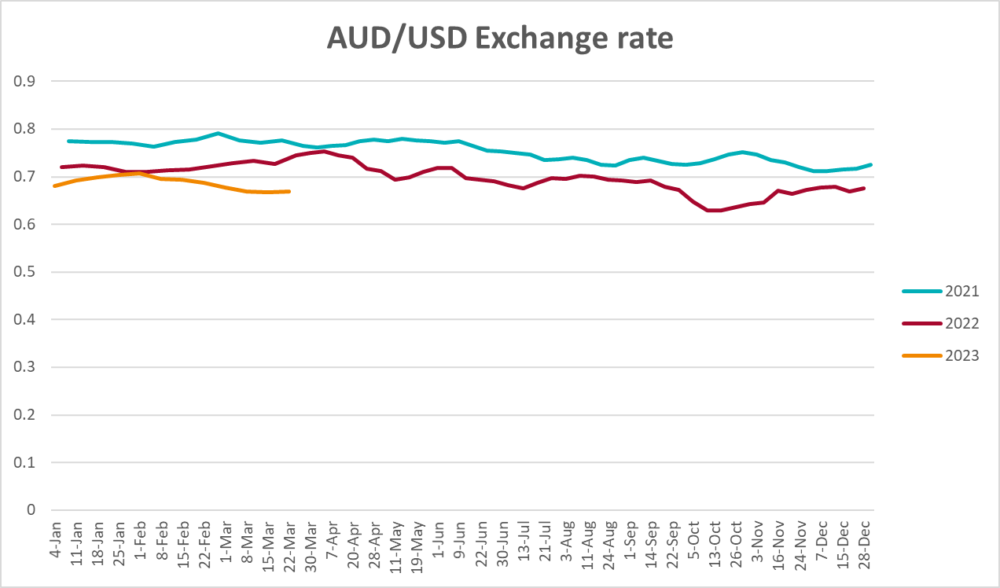 AUD/USD Exchange rate
0.9
0.8
0.7
0.6
0.5
0.4
0.3
0.2
0.1
0
4-Jan
11-Jan
18-Jan
25-Jan
1-Feb
8-Feb
15-Feb
22-Feb
1-Mar
8-Mar
15-Mar
22-Mar
30-Mar
7-Apr
20-Apr
28-Apr
11-May
19-May
1-Jun
9-Jun
22-Jun
30-Jun
13-Jul
21-Jul
3-Aug
11-Aug
24-Aug
1-Sep
14-Sep
22-Sep
5-Oct
13-Oct
26-Oct
3-Nov
16-Nov
24-Nov
7-Dec
15-Dec
28-Dec
2021
2022
2023